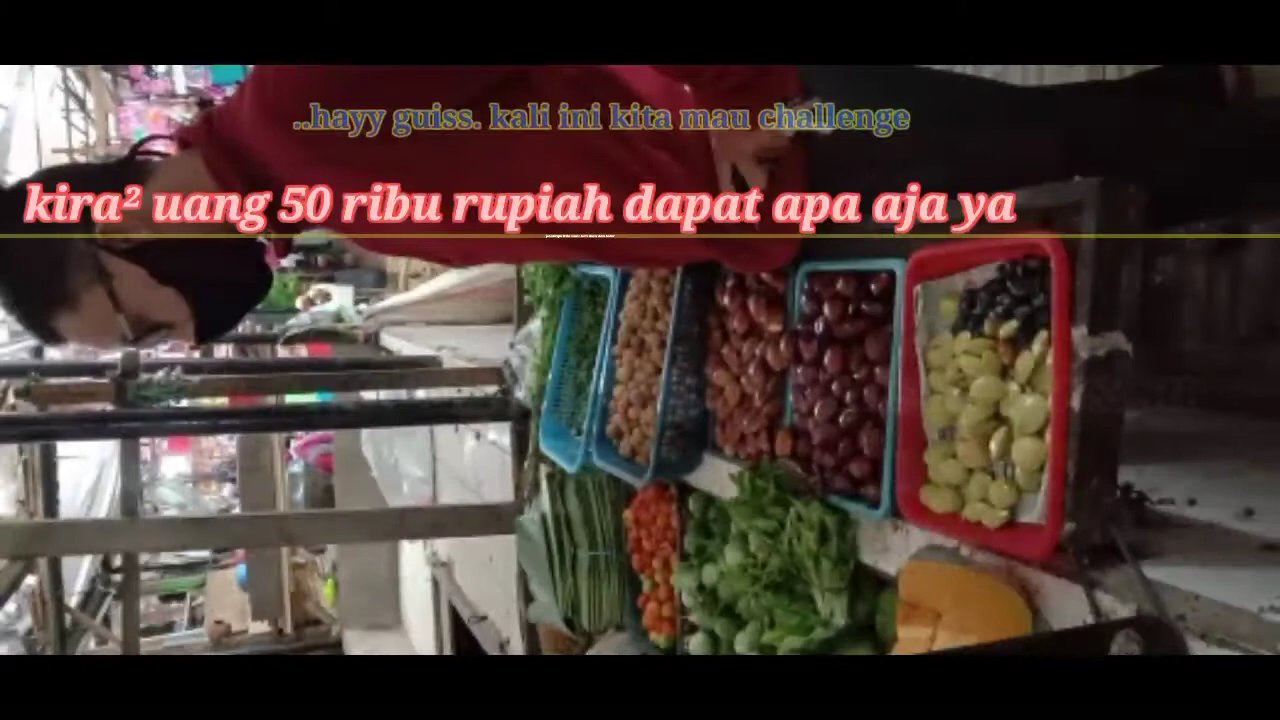 ..hayy guiss. kali ini kita mau challenge
kira² uang 50 ribu rupiah dapat apa aja ya